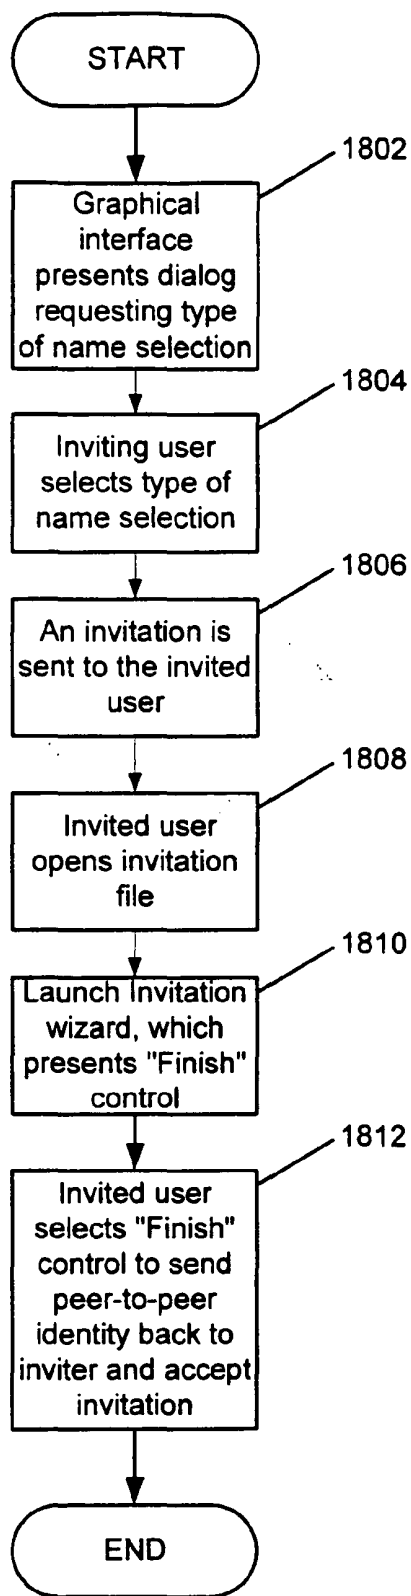 START
1802
Graphical
interface
presents dialog
requesting type
of name selection
1804
Inviting user
selects type of
name selection
1806
An invitation is
sent to the invited
user
1808
Invited user
opens invitation
file
1810
Launch Invitation
wizard, which
presents "Finish"
control
1812
Invited user
selects "Finish"
control to send
peer-to-peer
identity back to
inviter and accept
invitation
END